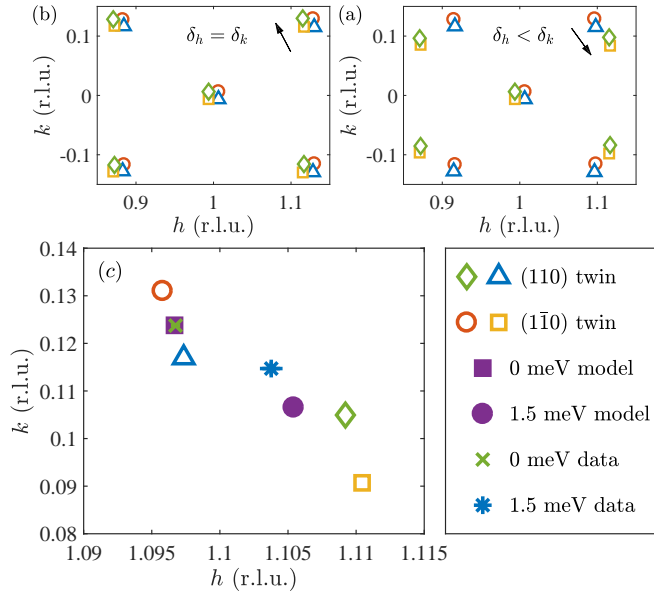 (b)
δh = δk
0.1
0
-0.1
k (r.l.u.)
0.9
1
1.1
h (r.l.u.)
(a)
δh < δk
0.1
0
-0.1
k (r.l.u.)
0.9
1
1.1
h (r.l.u.)
(c)
0.14
0.13
0.12
0.11
0.1
0.09
0.08
k (r.l.u.)
1.09
1.095
1.1
1.105
1.11
1.115
h (r.l.u.)
(110) twin
(11̄0) twin
0 meV model
1.5 meV model
0 meV data
1.5 meV data